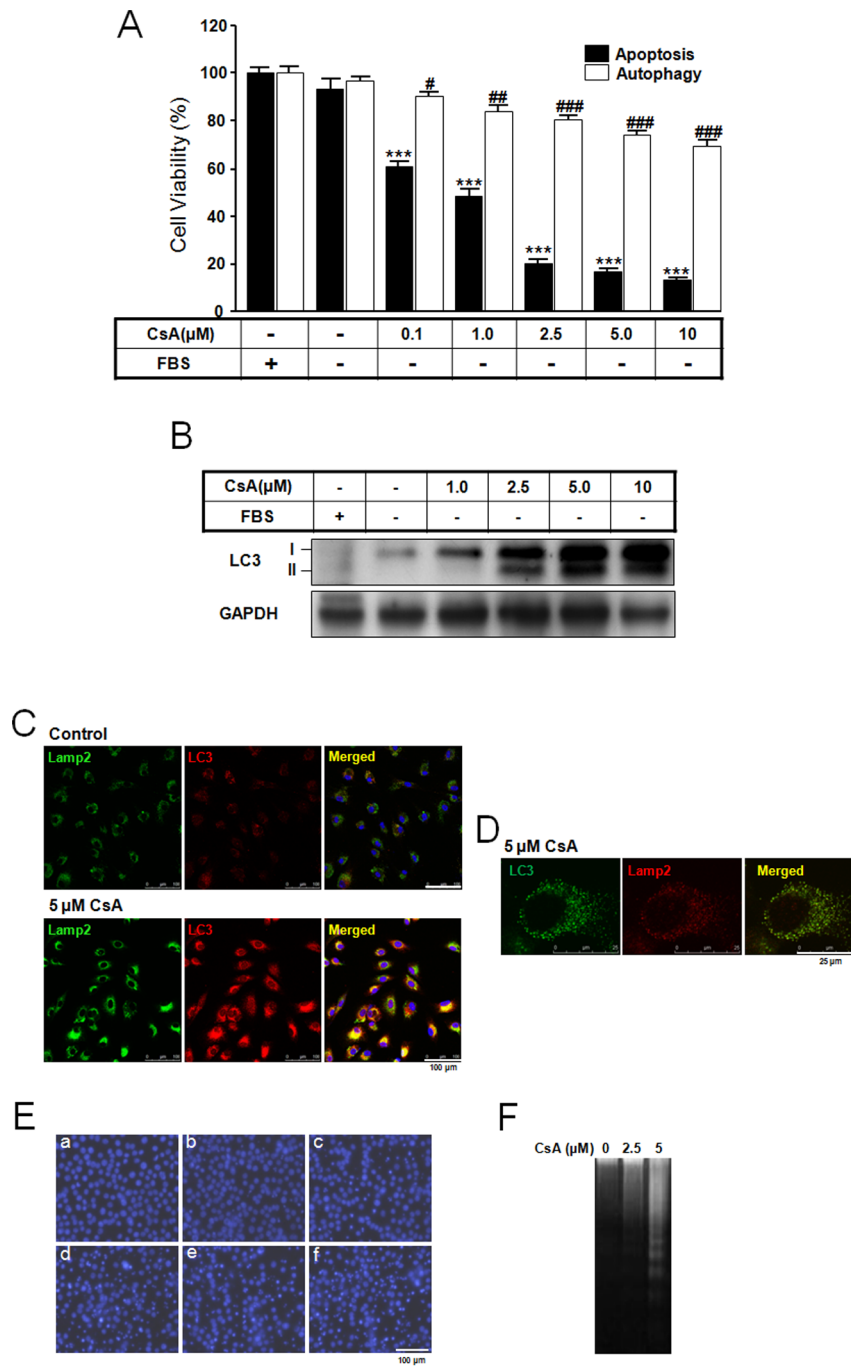 A
120
100
80
60
40
20
0
Cell Viability (%)
Apoptosis
Autophagy
# ## ### ### ###
*** *** *** *** ***
CsA(µM) - - 0.1 1.0 2.5 5.0 10
FBS + - - - - - -
B
CsA(µM) - - 1.0 2.5 5.0 10
FBS + - - - - -
LC3 I
II
GAPDH
C
Control
Lamp2 LC3 Merged
5 µM CsA
Lamp2 LC3 Merged
100 µm
D
5 µM CsA
LC3 Lamp2 Merged
25 µm
E
a b c
d e f
100 µm
F
CsA (µM) 0 2.5 5